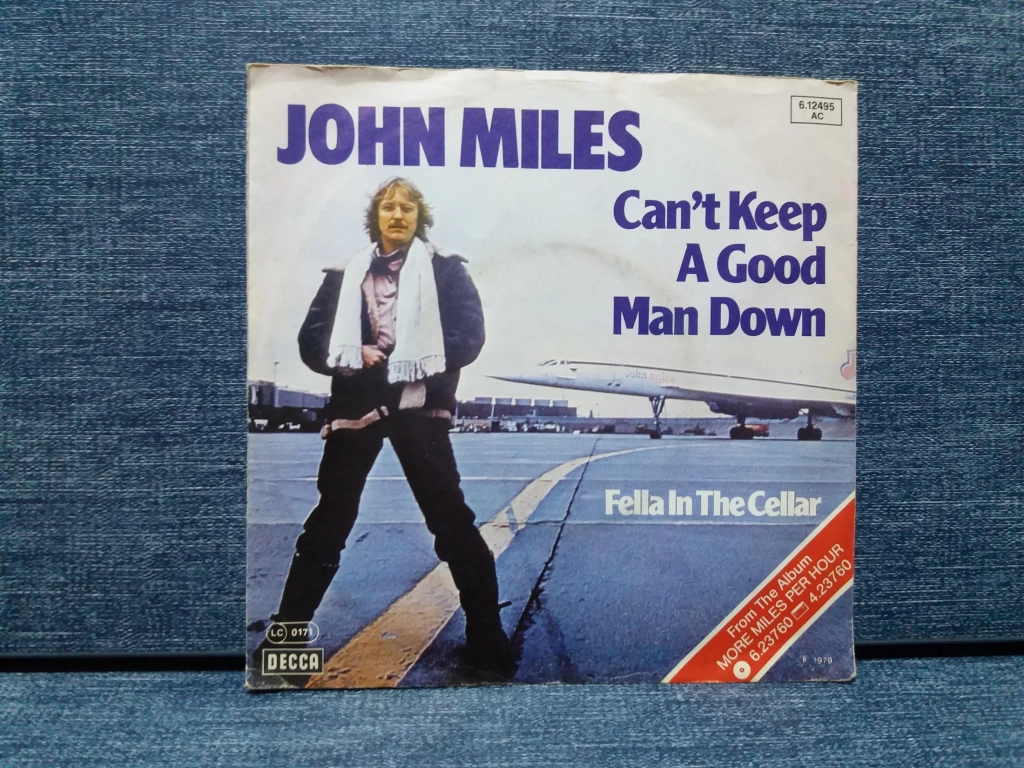 JOHN MILES
6.12495
AC
Can't Keep
A Good
Man Down
John miles
Fella In The Cellar
From The Album
MORE MILES PER HOUR
6.23760 4.23760
LC 0171
DECCA
P 1979